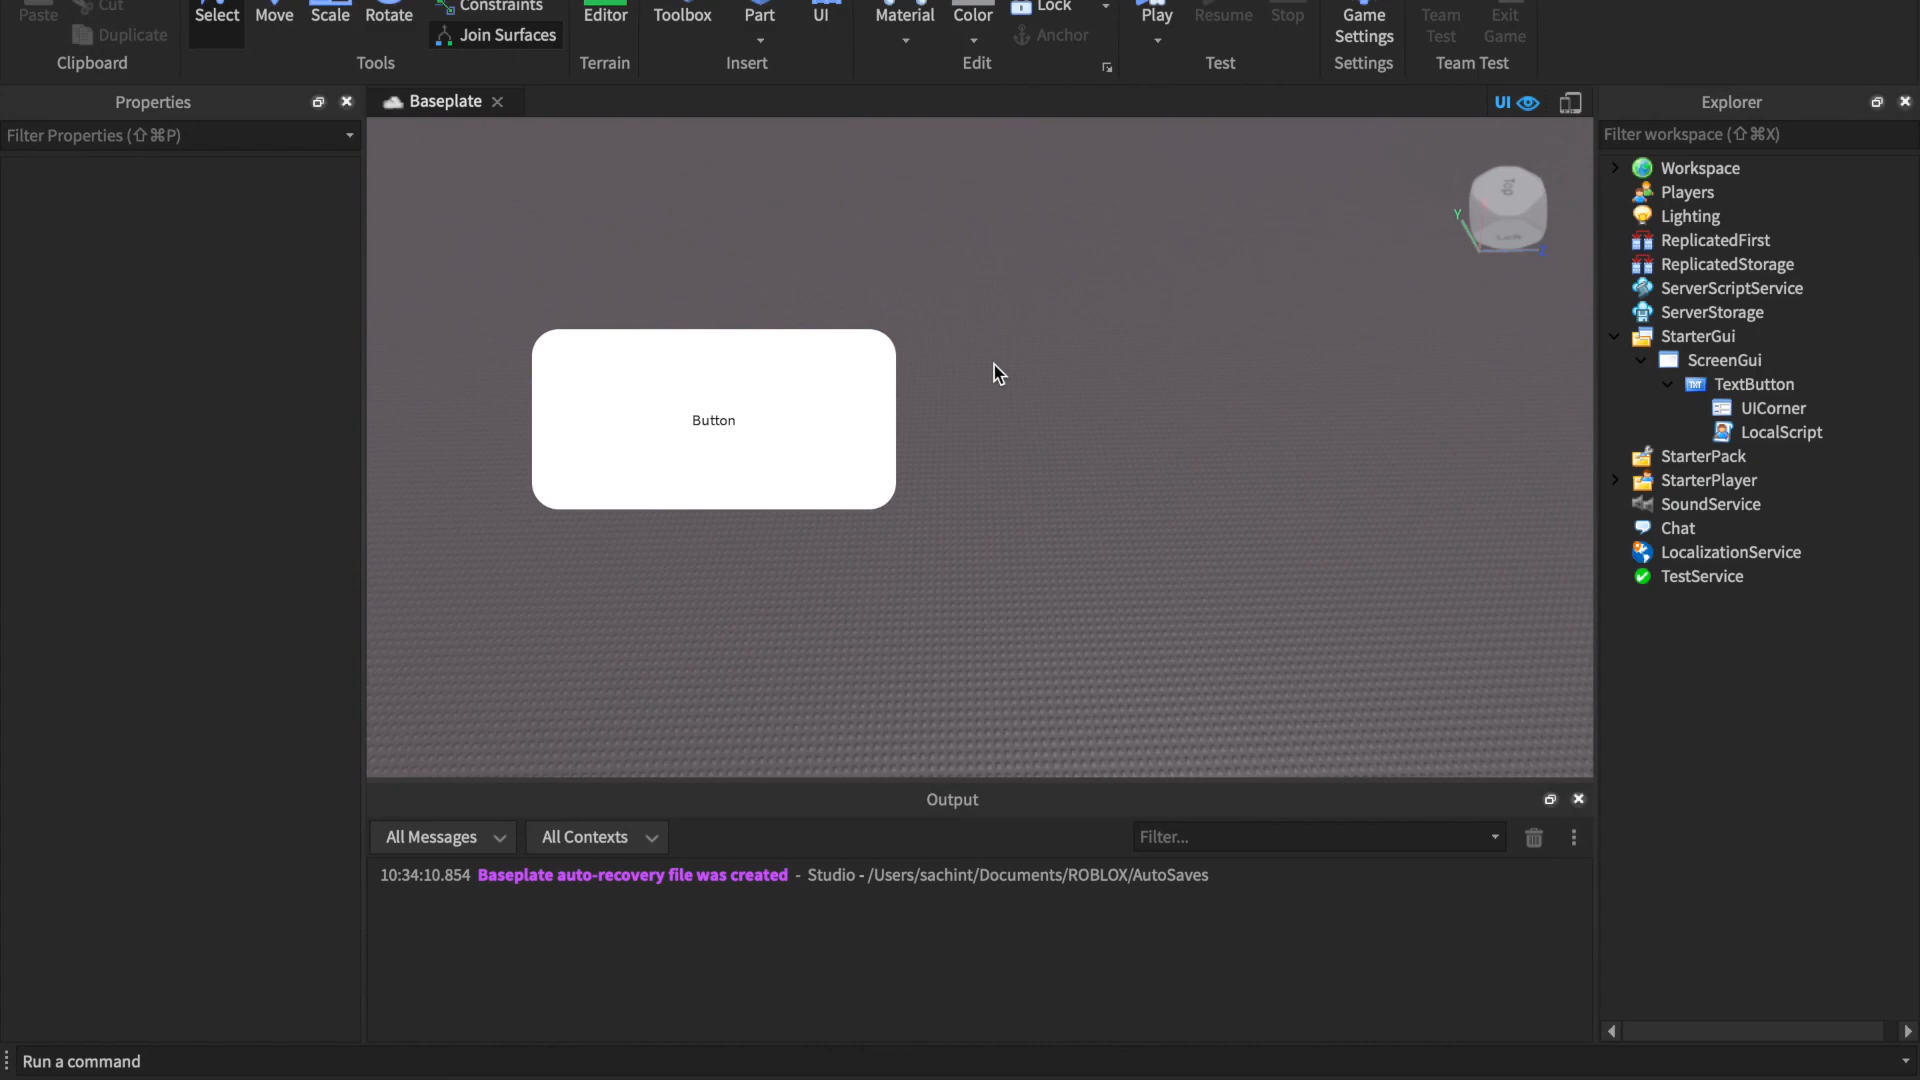 Paste
Cut
Duplicate
Clipboard
Select
Move
Scale
Rotate
Constraints
Join Surfaces
Tools
Editor
Terrain
Toolbox
Part
UI
Insert
Material
Color
Lock
Anchor
Edit
Play
Resume
Stop
Test
Game
Settings
Settings
Team
Test
Exit
Game
Team Test
Properties
Filter Properties (⇧⌘P)
Baseplate
UI
Top
Left
Y
Button
Explorer
Filter workspace (⇧⌘X)
Workspace
Players
Lighting
ReplicatedFirst
ReplicatedStorage
ServerScriptService
ServerStorage
StarterGui
ScreenGui
TXT TextButton
UICorner
LocalScript
StarterPack
StarterPlayer
SoundService
Chat
LocalizationService
TestService
Output
All Messages
All Contexts
Filter...
10:34:10.854 Baseplate auto-recovery file was created - Studio - /Users/sachint/Documents/ROBLOX/AutoSaves
Run a command